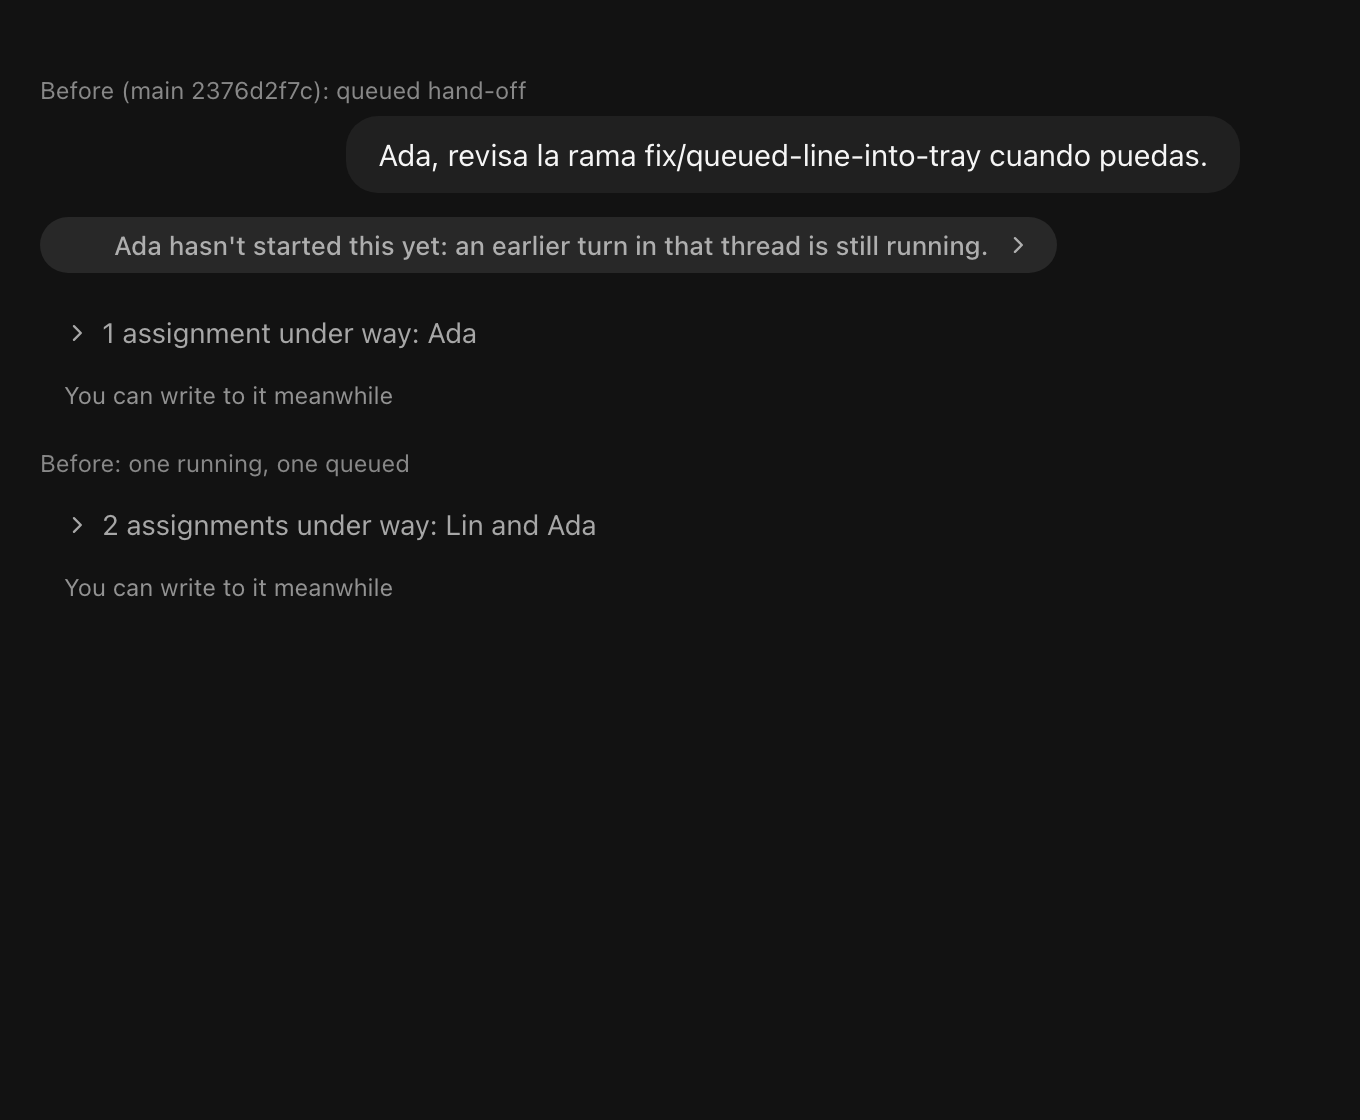 Before (main 2376d2f7c): queued hand-off
Ada, revisa la rama fix/queued-line-into-tray cuando puedas.
Ada hasn't started this yet: an earlier turn in that thread is still running.
1 assignment under way: Ada
You can write to it meanwhile
Before: one running, one queued
2 assignments under way: Lin and Ada
You can write to it meanwhile